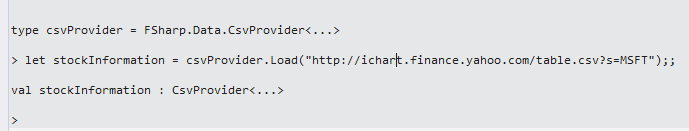 type csvProvider = FSharp.Data.CsvProvider<...>
> let stockInformation = csvProvider.Load("http://ichart.finance.yahoo.com/table.csv?s=MSFT");;
val stockInformation : CsvProvider<...>
>